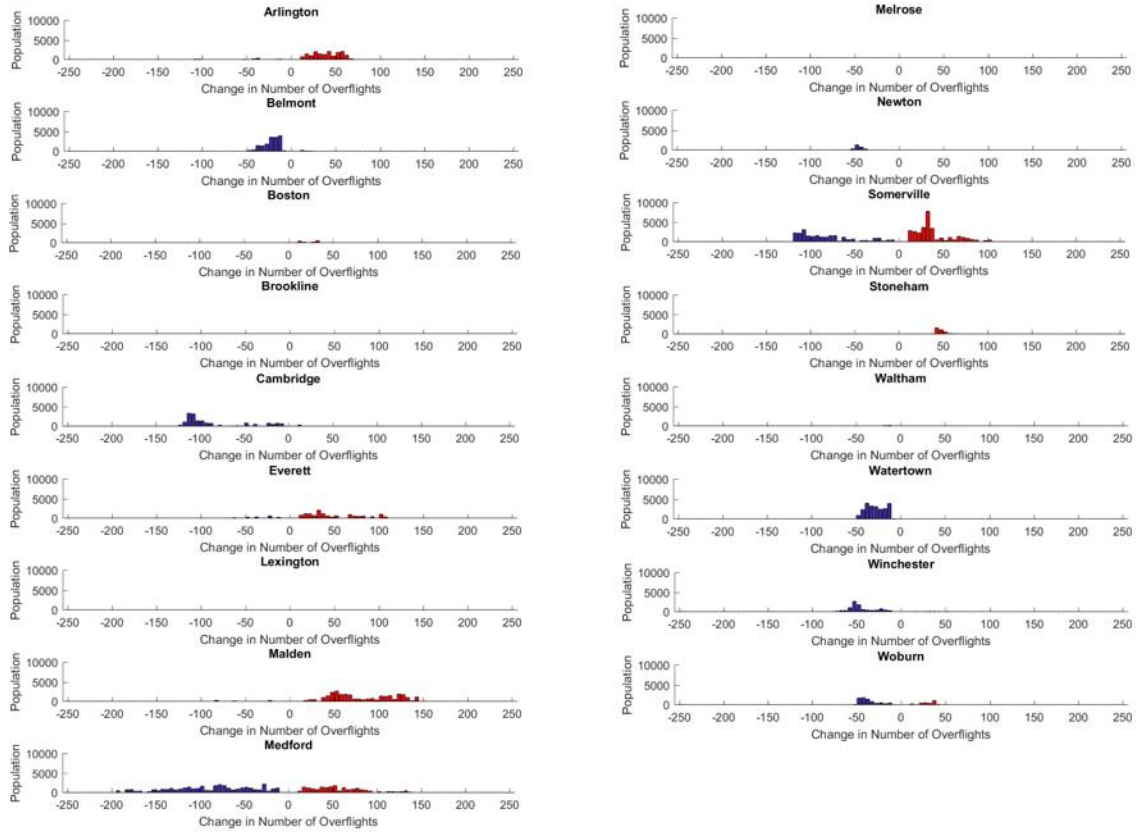 Arlington
10000
5000
0
Population
-250 -200 -150 -100 -50 0 50 100 150 200 250
Change in Number of Overflights
Belmont
10000
5000
0
Population
-250 -200 -150 -100 -50 0 50 100 150 200 250
Change in Number of Overflights
Boston
10000
5000
0
Population
-250 -200 -150 -100 -50 0 50 100 150 200 250
Change in Number of Overflights
Brookline
10000
5000
0
Population
-250 -200 -150 -100 -50 0 50 100 150 200 250
Change in Number of Overflights
Cambridge
10000
5000
0
Population
-250 -200 -150 -100 -50 0 50 100 150 200 250
Change in Number of Overflights
Everett
10000
5000
0
Population
-250 -200 -150 -100 -50 0 50 100 150 200 250
Change in Number of Overflights
Lexington
10000
5000
0
Population
-250 -200 -150 -100 -50 0 50 100 150 200 250
Change in Number of Overflights
Malden
10000
5000
0
Population
-250 -200 -150 -100 -50 0 50 100 150 200 250
Change in Number of Overflights
Medford
10000
5000
0
Population
-250 -200 -150 -100 -50 0 50 100 150 200 250
Change in Number of Overflights
Melrose
10000
5000
0
Population
-250 -200 -150 -100 -50 0 50 100 150 200 250
Change in Number of Overflights
Newton
10000
5000
0
Population
-250 -200 -150 -100 -50 0 50 100 150 200 250
Change in Number of Overflights
Somerville
10000
5000
0
Population
-250 -200 -150 -100 -50 0 50 100 150 200 250
Change in Number of Overflights
Stoneham
10000
5000
0
Population
-250 -200 -150 -100 -50 0 50 100 150 200 250
Change in Number of Overflights
Waltham
10000
5000
0
Population
-250 -200 -150 -100 -50 0 50 100 150 200 250
Change in Number of Overflights
Watertown
10000
5000
0
Population
-250 -200 -150 -100 -50 0 50 100 150 200 250
Change in Number of Overflights
Winchester
10000
5000
0
Population
-250 -200 -150 -100 -50 0 50 100 150 200 250
Change in Number of Overflights
Woburn
10000
5000
0
Population
-250 -200 -150 -100 -50 0 50 100 150 200 250
Change in Number of Overflights